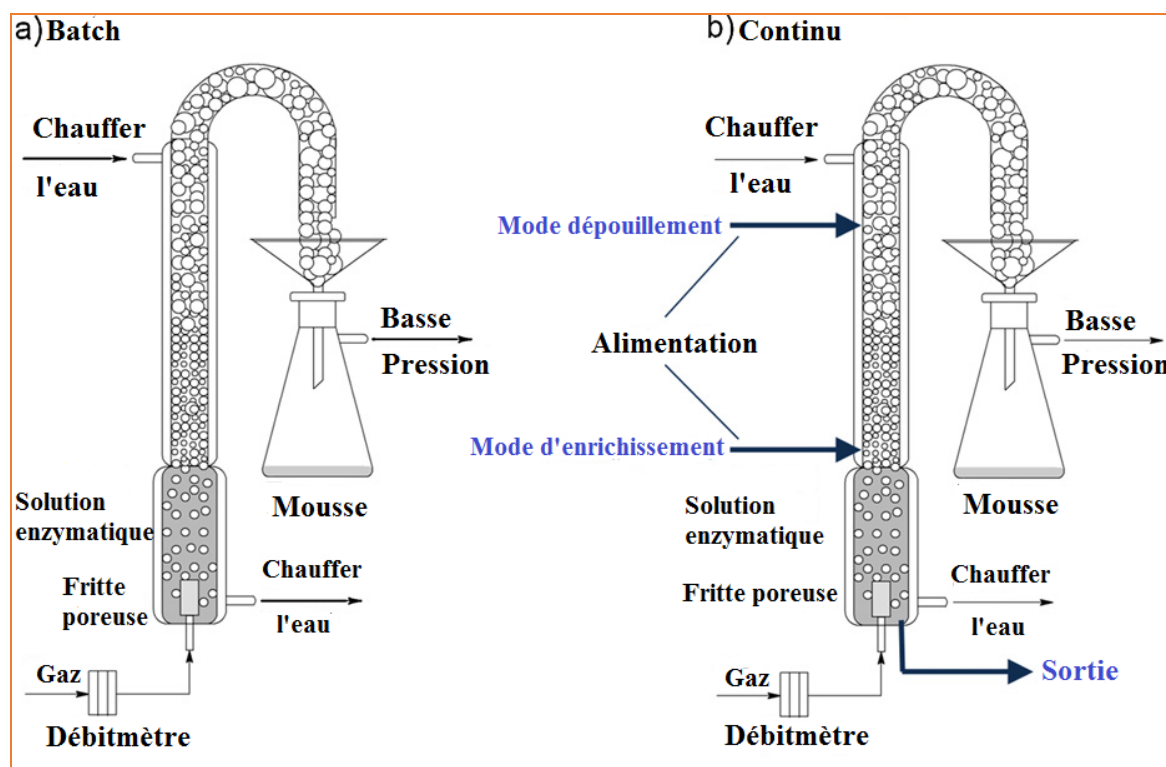 a) Batch
Chauffer
l'eau
Basse
Pression
Solution
enzymatique
Mousse
Fritte
poreuse
Chauffer
l'eau
Gaz
Débitmètre
b) Continu
Chauffer
l'eau
Mode dépouillement
Alimentation
Basse
Pression
Mode d'enrichissement
Solution
enzymatique
Mousse
Fritte poreuse
Chauffer
l'eau
Sortie
Gaz
Débitmètre